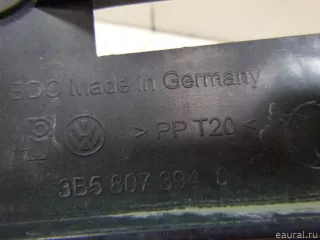 Made in Germany
> PP T20 <
3B5 807 394 C
eaural.ru